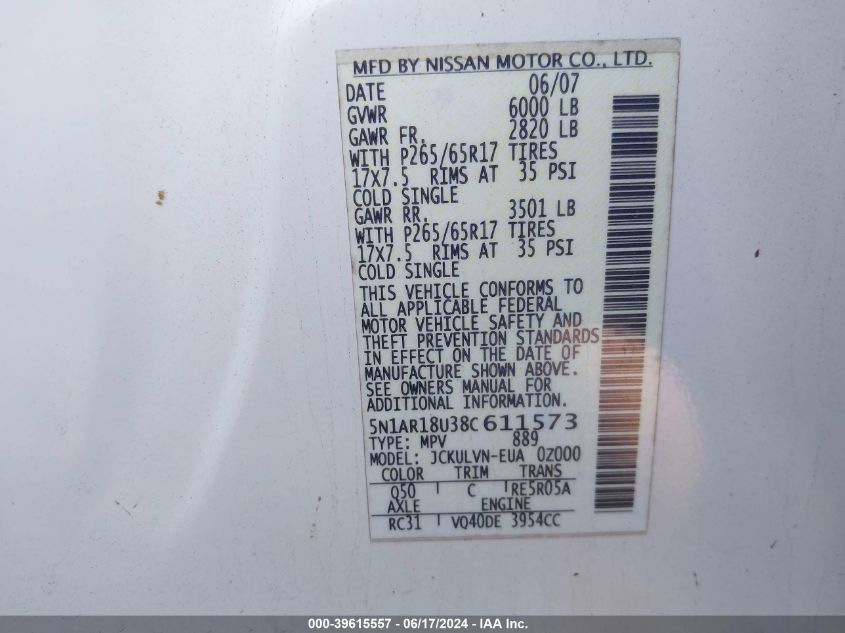 MFD BY NISSAN MOTOR CO., LTD.
DATE 06/07
GVWR 6000 LB
GAWR FR. 2820 LB
WITH P265/65R17 TIRES
17X7.5 RIMS AT 35 PSI
COLD SINGLE
GAWR RR. 3501 LB
WITH P265/65R17 TIRES
17X7.5 RIMS AT 35 PSI
COLD SINGLE
THIS VEHICLE CONFORMS TO
ALL APPLICABLE FEDERAL
MOTOR VEHICLE SAFETY AND
THEFT PREVENTION STANDARDS
IN EFFECT ON THE DATE OF
MANUFACTURE SHOWN ABOVE.
SEE OWNERS MANUAL FOR
ADDITIONAL INFORMATION.
5N1AR18U38C611573
TYPE: MPV 889
MODEL: JCKULVN-EUA 0Z000
COLOR TRIM TRANS
Q50 C RE5R05A
AXLE ENGINE
RC31 VQ40DE 3954CC
000-39615557 - 06/17/2024 - IAA Inc.